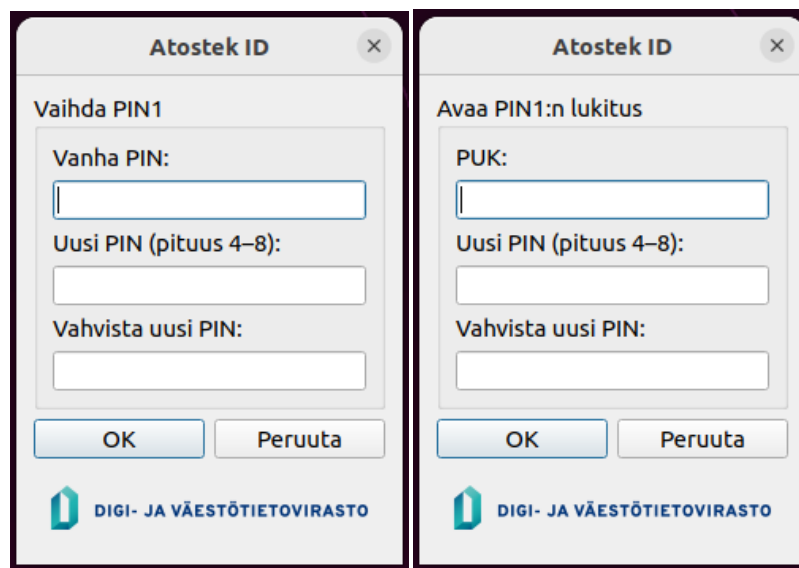 Atostek ID
Vaihda PIN1
Vanha PIN:
Uusi PIN (pituus 4–8):
Vahvista uusi PIN:
OK
Peruuta
DIGI- JA VÄESTÖTIETOVIRASTO
Atostek ID
Avaa PIN1:n lukitus
PUK:
Uusi PIN (pituus 4–8):
Vahvista uusi PIN:
OK
Peruuta
DIGI- JA VÄESTÖTIETOVIRASTO